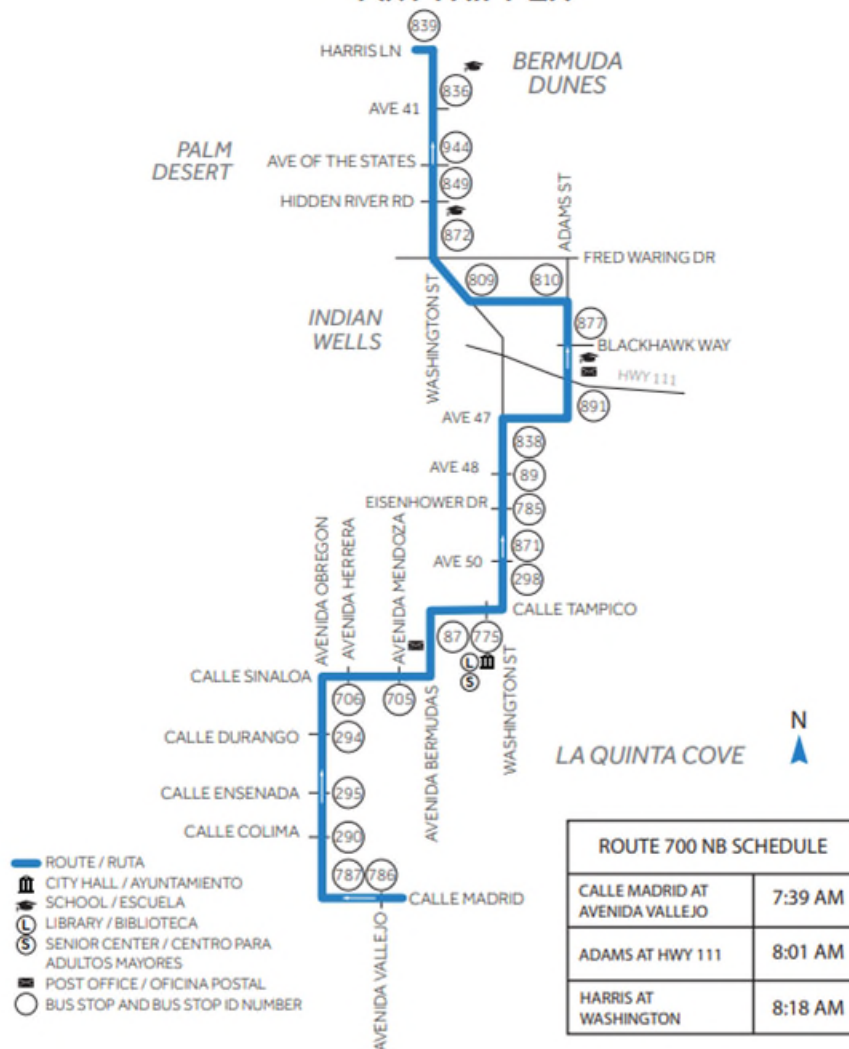 839
HARRIS LN
BERMUDA
DUNES
836
AVE 41
PALM
DESERT
944
AVE OF THE STATES
849
HIDDEN RIVER RD
872
ADAMS ST
FRED WARING DR
WASHINGTON ST
809
810
INDIAN
WELLS
877
BLACKHAWK WAY
HWY 111
891
AVE 47
838
AVE 48
89
EISENHOWER DR
785
871
AVE 50
298
AVENIDA OBREGON
AVENIDA HERRERA
AVENIDA MENDOZA
CALLE TAMPICO
87
775
L
S
CALLE SINALOA
706
705
AVENIDA BERMUDAS
WASHINGTON ST
CALLE DURANGO
294
LA QUINTA COVE
N
CALLE ENSENADA
295
CALLE COLIMA
290
787
786
CALLE MADRID
AVENIDA VALLEJO
ROUTE / RUTA
CITY HALL / AYUNTAMIENTO
SCHOOL / ESCUELA
L LIBRARY / BIBLIOTECA
S SENIOR CENTER / CENTRO PARA
ADULTOS MAYORES
POST OFFICE / OFICINA POSTAL
BUS STOP AND BUS STOP ID NUMBER
ROUTE 700 NB SCHEDULE
CALLE MADRID AT
AVENIDA VALLEJO 7:39 AM
ADAMS AT HWY 111 8:01 AM
HARRIS AT
WASHINGTON 8:18 AM